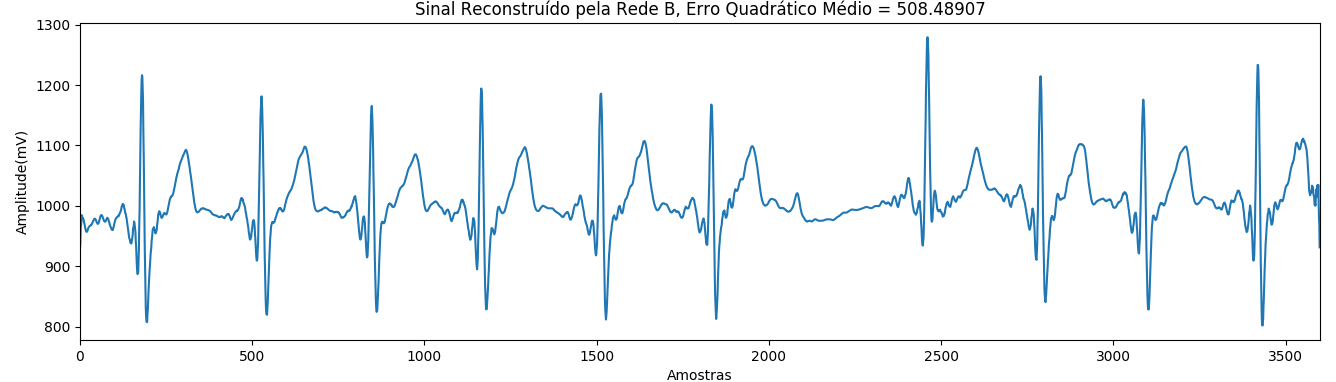 Sinal Reconstruído pela Rede B, Erro Quadrático Médio = 508.48907
1300
1200
1100
1000
900
800
Amplitude(mV)
0 500 1000 1500 2000 2500 3000 3500
Amostras